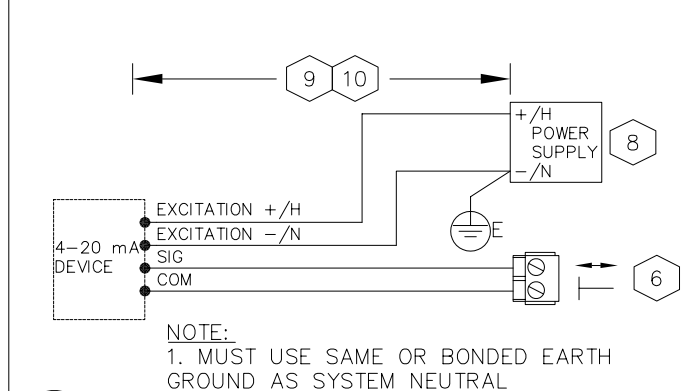 9 10
+/H
POWER
SUPPLY
-/N
8
EXCITATION +/H
EXCITATION -/N
E
4-20 mA
DEVICE
SIG
COM
6
NOTE:
1. MUST USE SAME OR BONDED EARTH
GROUND AS SYSTEM NEUTRAL